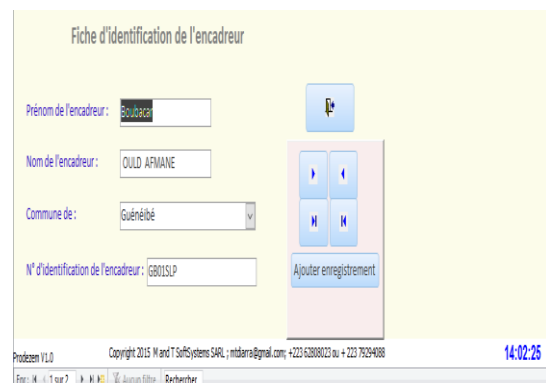 Fiche d'identification de l'encadreur
Prénom de l'encadreur :
Boubacar
Nom de l'encadreur :
OULD AFMANE
Commune de :
Guénéibé
N° d'identification de l'encadreur :
GB01SLP
Ajouter enregistrement
Prodezem V1.0
Copyright 2015 M and T SoftSystems SARL ; mtdiarra@gmail.com; +223 62808023 ou + 223 79294088
14:02:25
Enr : 1 sur 2 Aucun filtre Rechercher